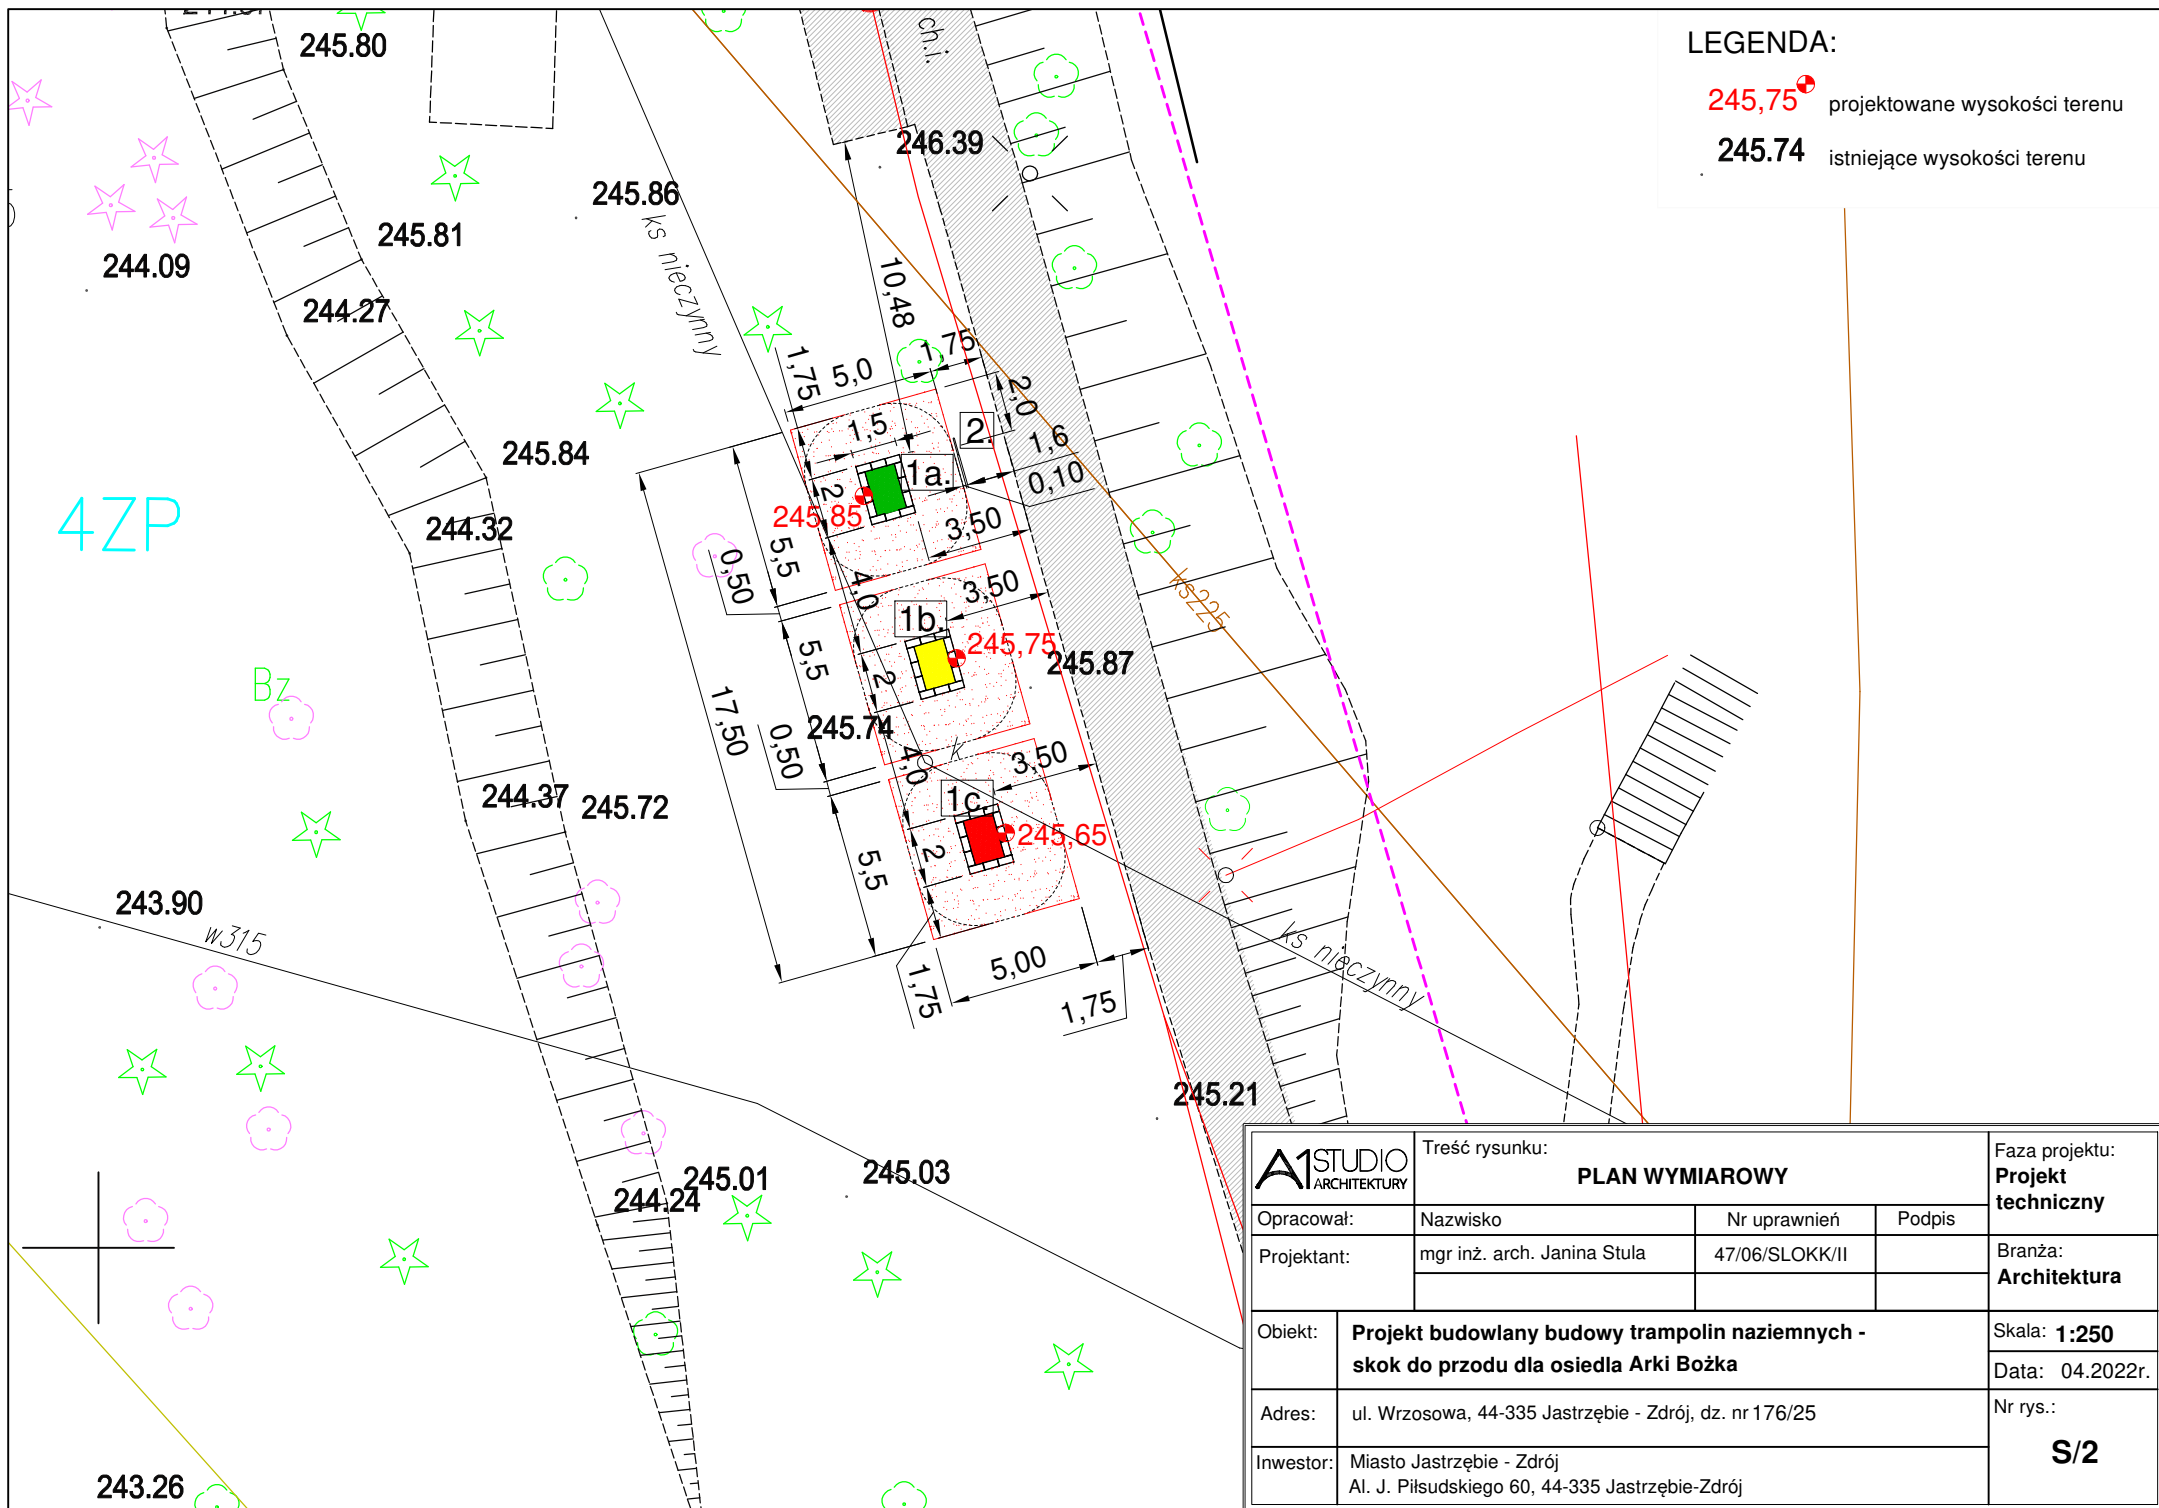 LEGENDA:
245,75 projektowane wysokości terenu
245.74 istniejące wysokości terenu
245.80
ch.i.
246.39
245.86
ks nieczynny
245.81
244.09
244.27
10,48
1,75
5,0
1,75
2,0
1,5
2.
1,6
0,10
1a.
2
245.84
4ZP
244.32
245,85
3,50
5,5
0,50
4,0
3,50
1b.
245,75
245.87
ks225
5,5
2
Bz
17,50
245.74
0,50
4,0
k
3,50
244.37
245.72
1c.
245,65
2
5,5
243.90
w315
ks nieczynny
5,00
1,75
1,75
245.21
245.01
245.03
244.24
243.26
A1 STUDIO
ARCHITEKTURY
Treść rysunku:
PLAN WYMIAROWY
Faza projektu:
Projekt
techniczny
Opracował:
Nazwisko
Nr uprawnień
Podpis
Projektant:
mgr inż. arch. Janina Stula
47/06/SLOKK/II
Branża:
Architektura
Obiekt:
Projekt budowlany budowy trampolin naziemnych -
skok do przodu dla osiedla Arki Bożka
Skala: 1:250
Data: 04.2022r.
Adres:
ul. Wrzosowa, 44-335 Jastrzębie - Zdrój, dz. nr 176/25
Nr rys.:
S/2
Inwestor:
Miasto Jastrzębie - Zdrój
Al. J. Piłsudskiego 60, 44-335 Jastrzębie-Zdrój